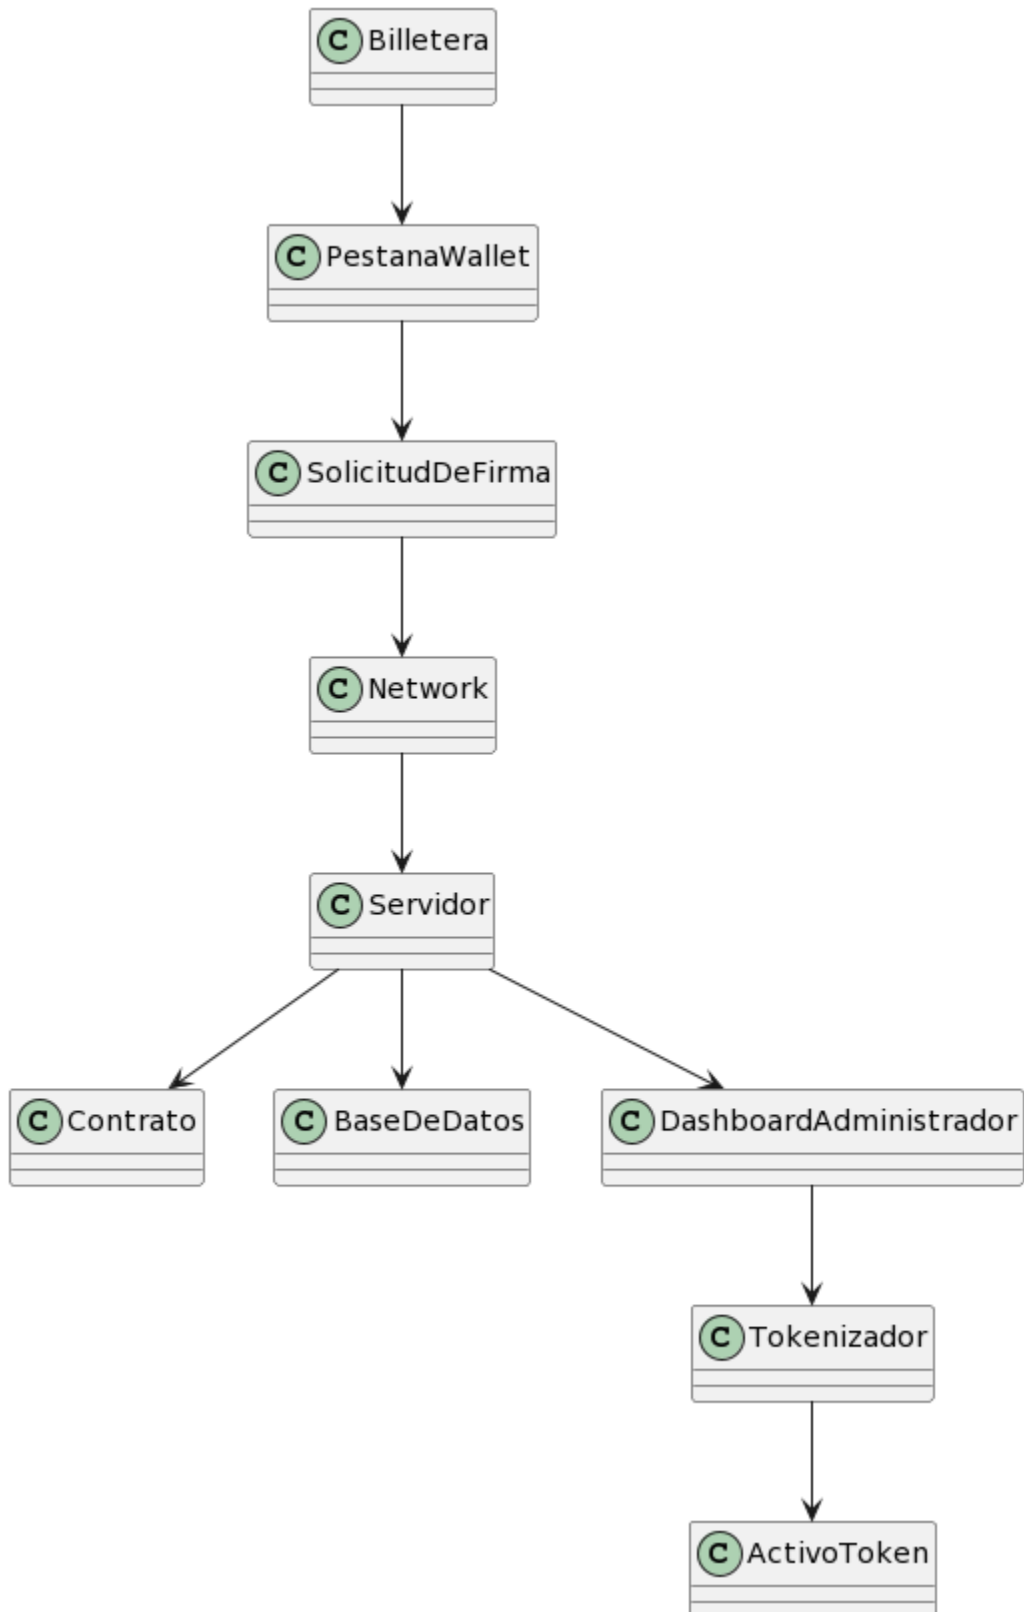 C Billetera
C PestanaWallet
C SolicitudDeFirma
C Network
C Servidor
C Contrato
C BaseDeDatos
C DashboardAdministrador
C Tokenizador
C ActivoToken